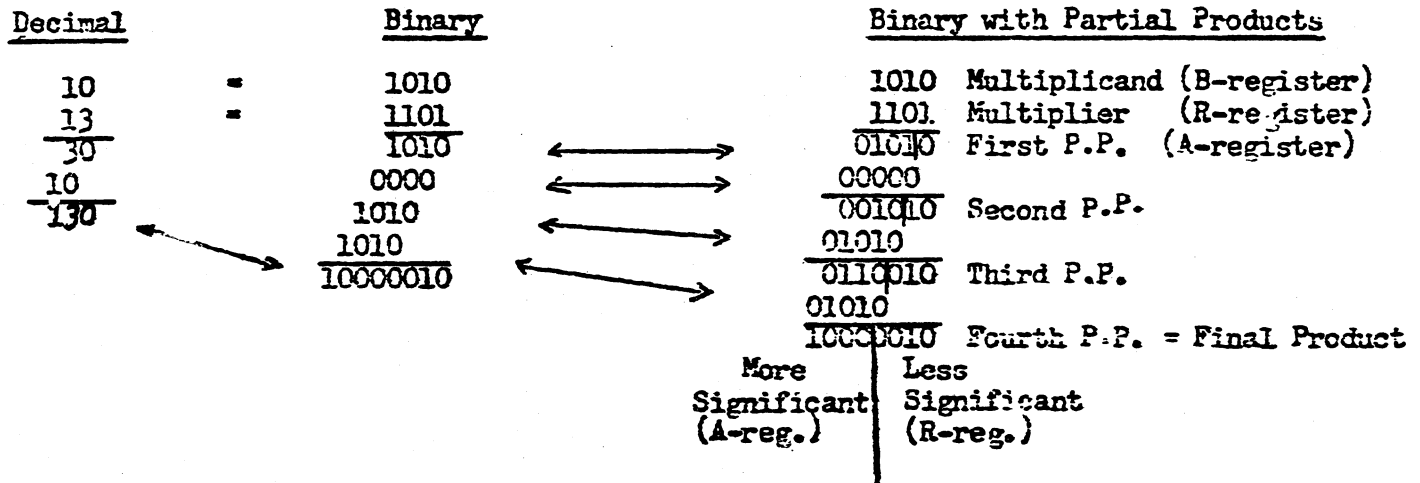 Decimal Binary Binary with Partial Products
10 = 1010 1010 Multiplicand (B-register)
13 = 1101 1101 Multiplier (R-register)
30 1010 01010 First P.P. (A-register)
10 0000 00000
130 1010 001010 Second P.P.
1010 01010
10000010 0110010 Third P.P.
01010
10000010 Fourth P.P. = Final Product
More Less
Significant Significant
(A-reg.) (R-reg.)